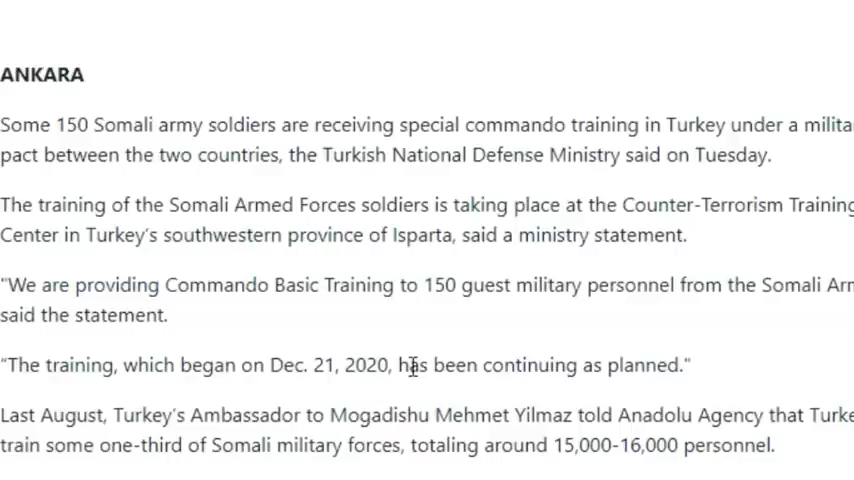 ANKARA
Some 150 Somali army soldiers are receiving special commando training in Turkey under a
pact between the two countries, the Turkish National Defense Ministry said on Tuesday.
The training of the Somali Armed Forces soldiers is taking place at the Counter-Terrorism Training
Center in Turkey's southwestern province of Isparta, said a ministry statement.
"We are providing Commando Basic Training to 150 guest military personnel from the Somali
said the statement.
“The training, which began on Dec. 21, 2020, has been continuing as planned."
Last August, Turkey's Ambassador to Mogadishu Mehmet Yilmaz told Anadolu Agency that
train some one-third of Somali military forces, totaling around 15,000-16,000 personnel.